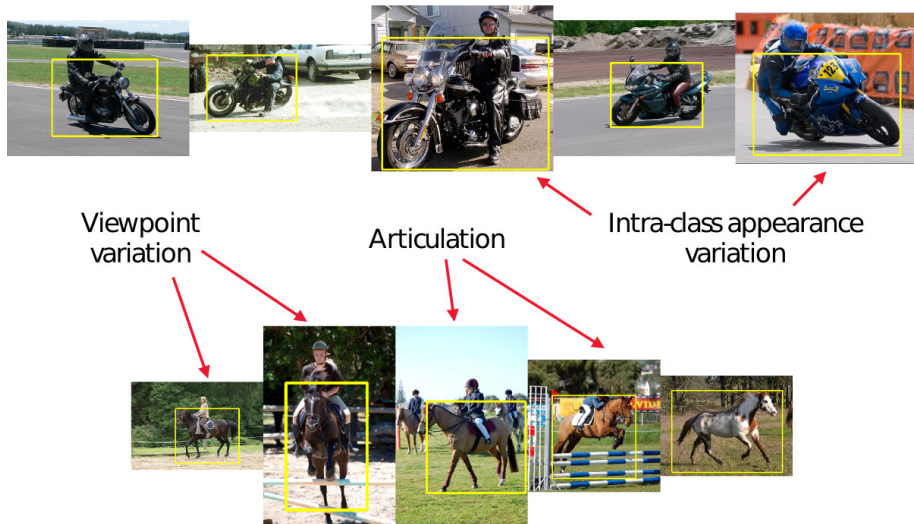 Viewpoint
variation
Articulation
Intra-class appearance
variation